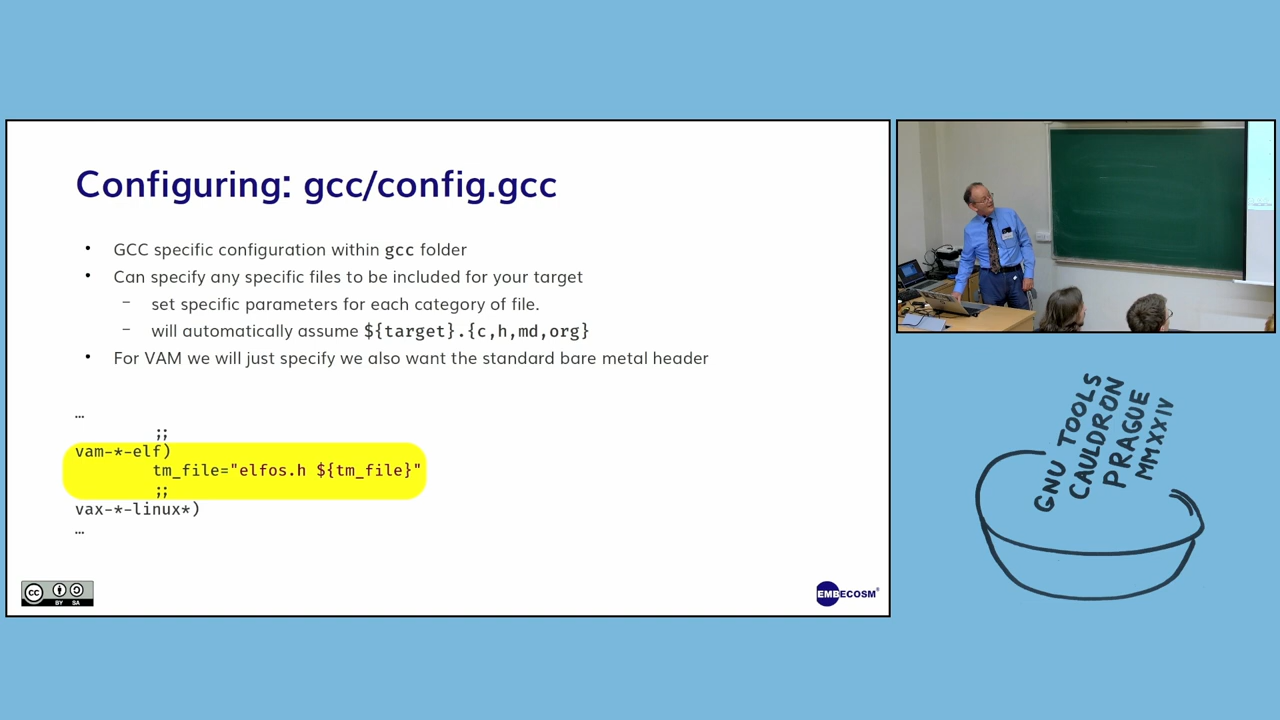 Configuring: gcc/config.gcc
• GCC specific configuration within gcc folder
• Can specify any specific files to be included for your target
– set specific parameters for each category of file.
– will automatically assume ${target}.{c,h,md,org}
• For VAM we will just specify we also want the standard bare metal header
…
;;
vam-*-elf)
tm_file="elfos.h ${tm_file}"
;;
vax-*-linux*)
…
cc
BY SA
EMBECOSM®
GNU TOOLS
CAULDRON
PRAGUE
MMXXIV